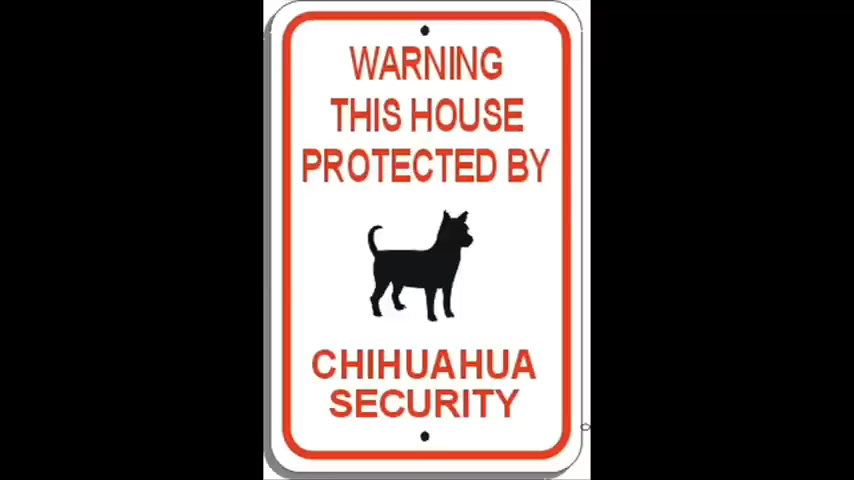 WARNING
THIS HOUSE
PROTECTED BY
CHIHUAHUA
SECURITY